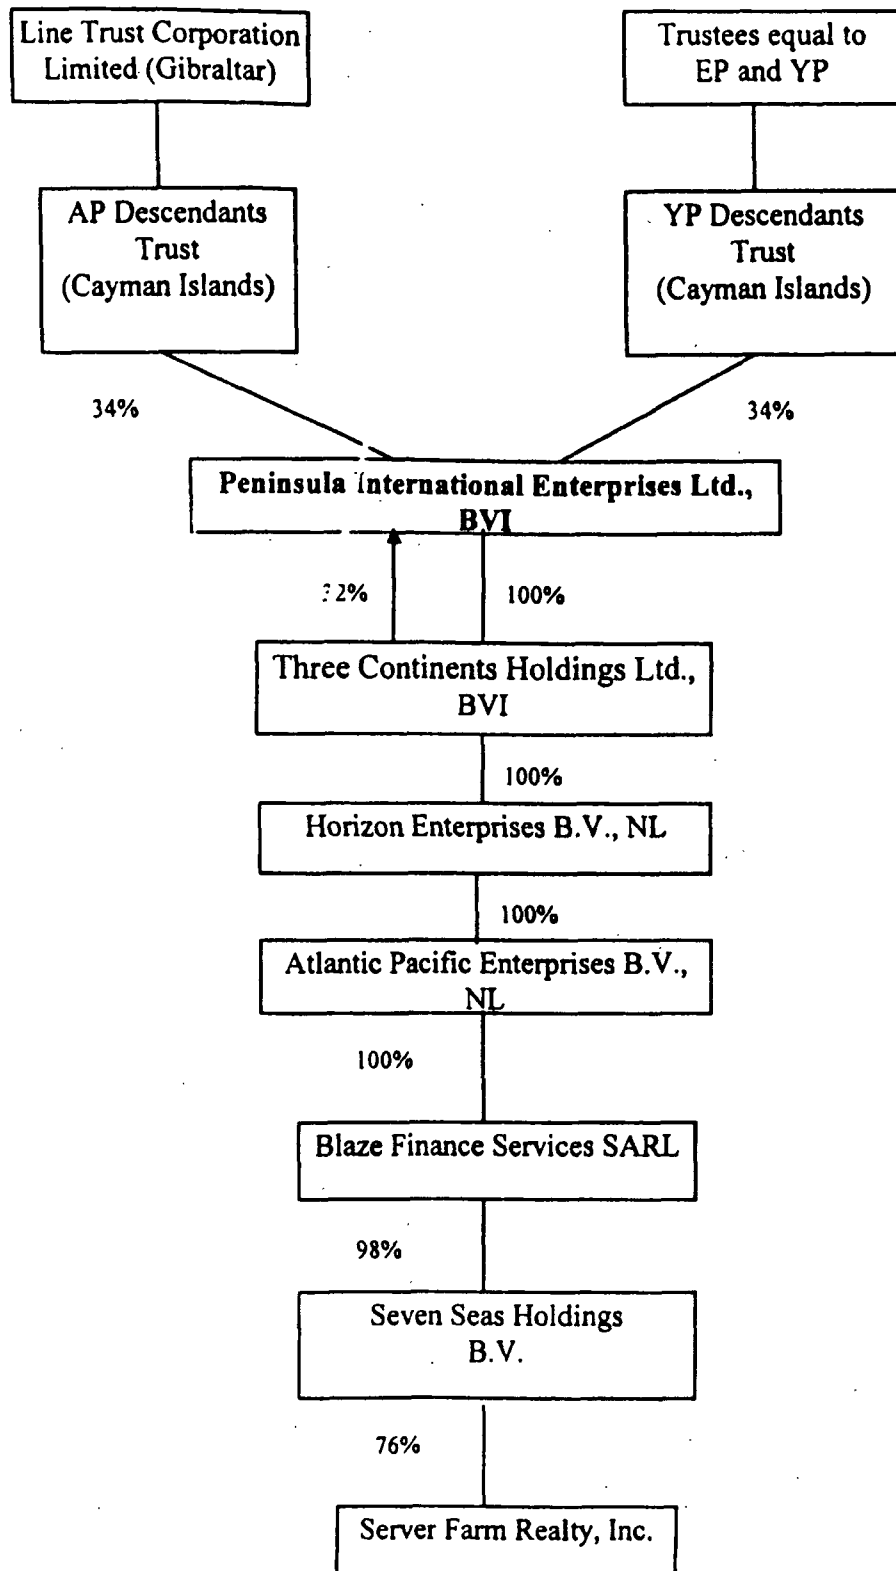 Line Trust Corporation
Limited (Gibraltar)
Trustees equal to
EP and YP
AP Descendants
Trust
(Cayman Islands)
YP Descendants
Trust
(Cayman Islands)
34%
34%
Peninsula International Enterprises Ltd.,
BVI
32%
100%
Three Continents Holdings Ltd.,
BVI
100%
Horizon Enterprises B.V., NL
100%
Atlantic Pacific Enterprises B.V.,
NL
100%
Blaze Finance Services SARL
98%
Seven Seas Holdings
B.V.
76%
Server Farm Realty, Inc.